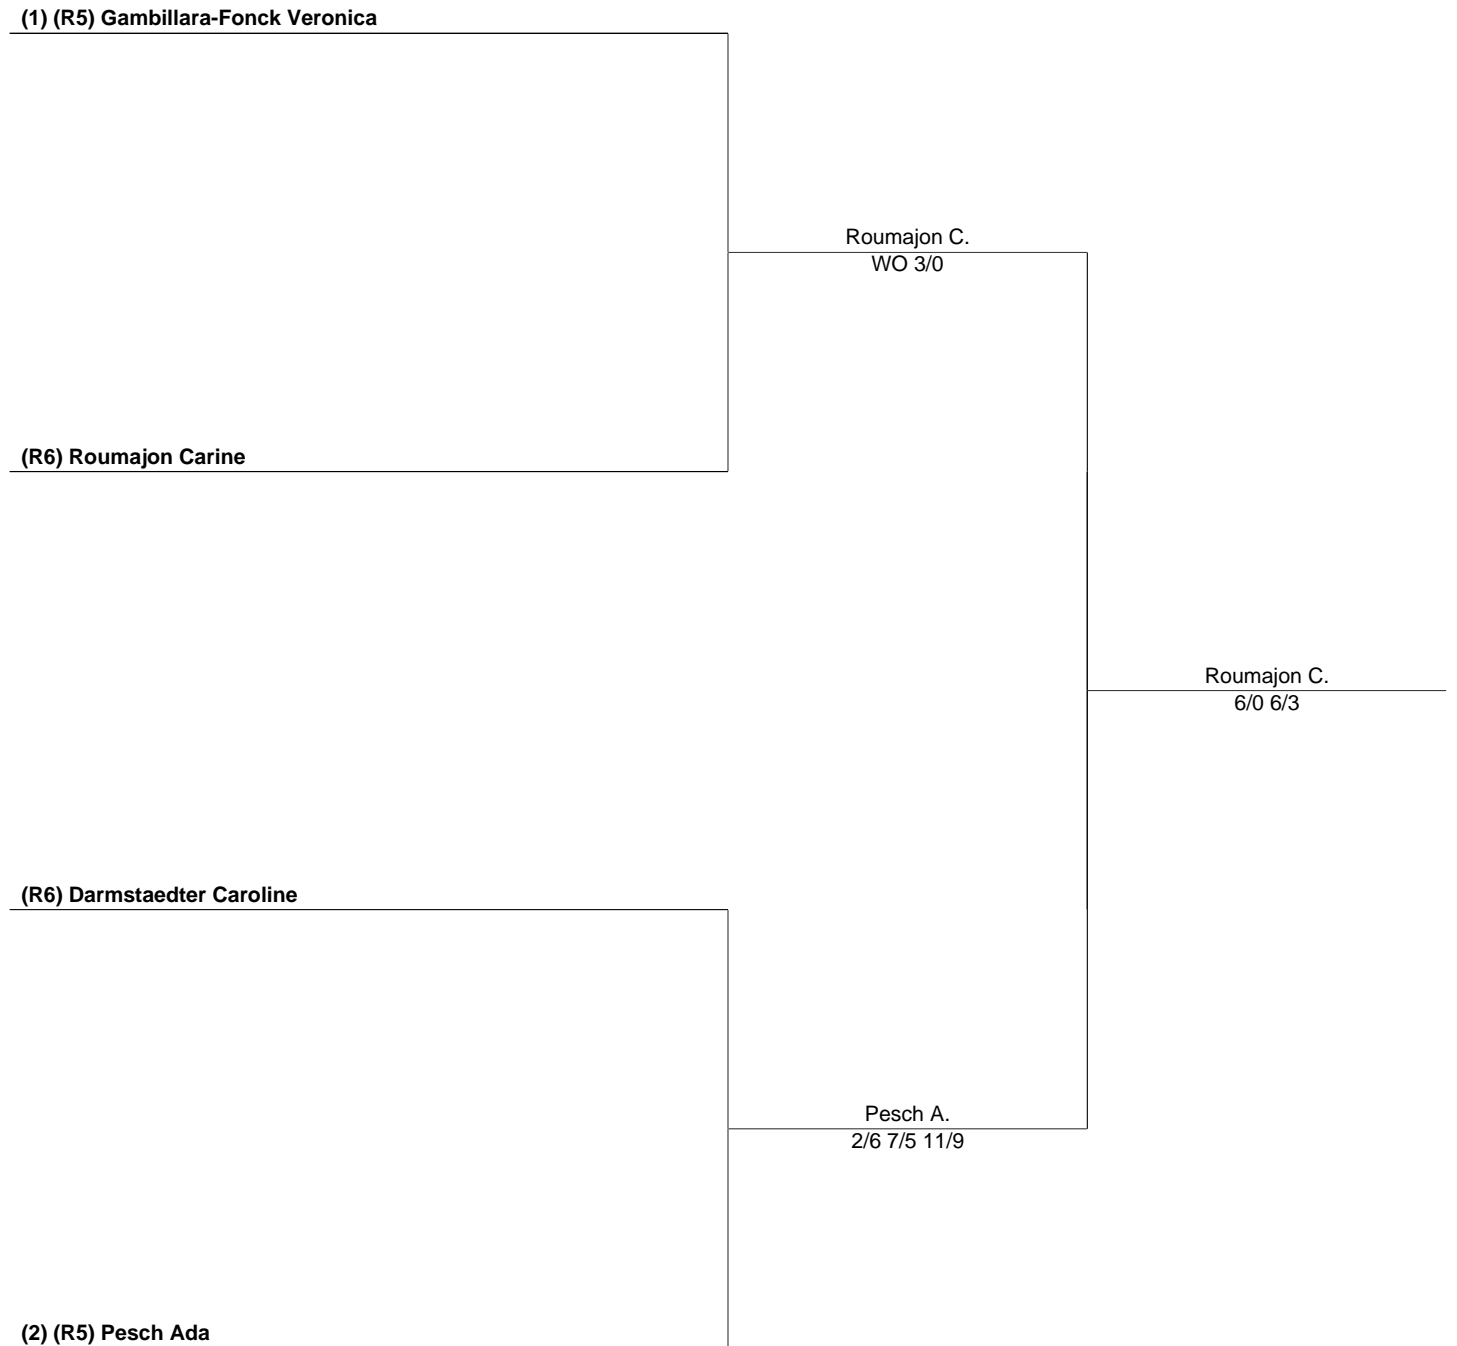 (1) (R5) Gambillara-Fonck Veronica
Roumajon C.
WO 3/0
(R6) Roumajon Carine
Roumajon C.
6/0 6/3
(R6) Darmstaedter Caroline
Pesch A.
2/6 7/5 11/9
(2) (R5) Pesch Ada